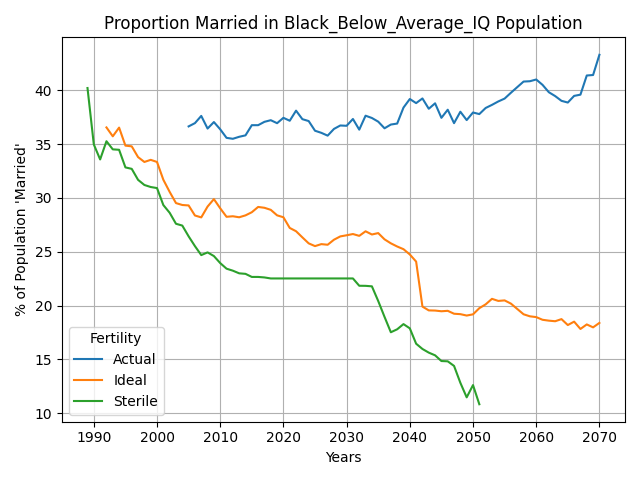 Proportion Married in Black_Below_Average_IQ Population
% of Population 'Married'
40
35
30
25
20
15
10
Fertility
Actual
Ideal
Sterile
1990 2000 2010 2020 2030 2040 2050 2060 2070
Years